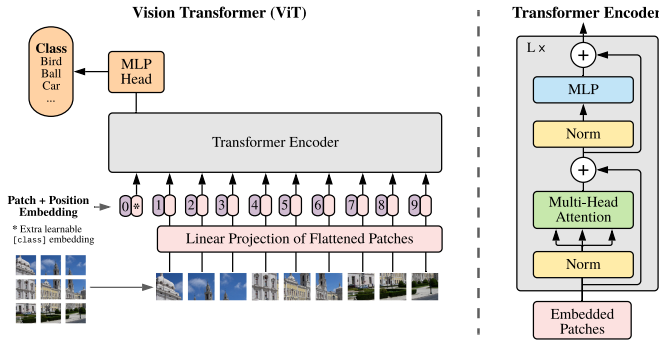 Vision Transformer (ViT)
Class
Bird
Ball
Car
...
MLP
Head
Transformer Encoder
Patch + Position
Embedding
0 * 1 2 3 4 5 6 7 8 9
* Extra learnable
[class] embedding
Linear Projection of Flattened Patches
Transformer Encoder
L ×
+
MLP
Norm
+
Multi-Head
Attention
Norm
Embedded
Patches